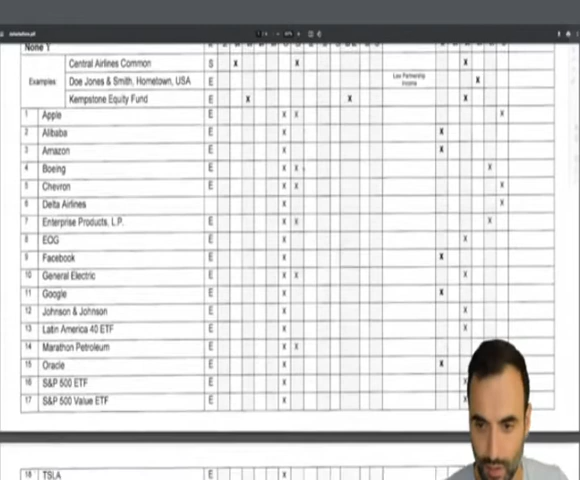 None Y
Examples
Central Airlines Common S X X X
Doe Jones & Smith, Hometown, USA E Law Partnership Income X
Kempstone Equity Fund E X X X
1 Apple E X X X
2 Alibaba E X X
3 Amazon E X X
4 Boeing E X X X
5 Chevron E X X X
6 Delta Airlines X X
7 Enterprise Products, L.P. E X X X
8 EOG E X X
9 Facebook E X X
10 General Electric E X X X
11 Google E X X
12 Johnson & Johnson E X X
13 Latin America 40 ETF E X X
14 Marathon Petroleum E X X
15 Oracle E X X
16 S&P 500 ETF E X X
17 S&P 500 Value ETF E X X
18 TSLA E X